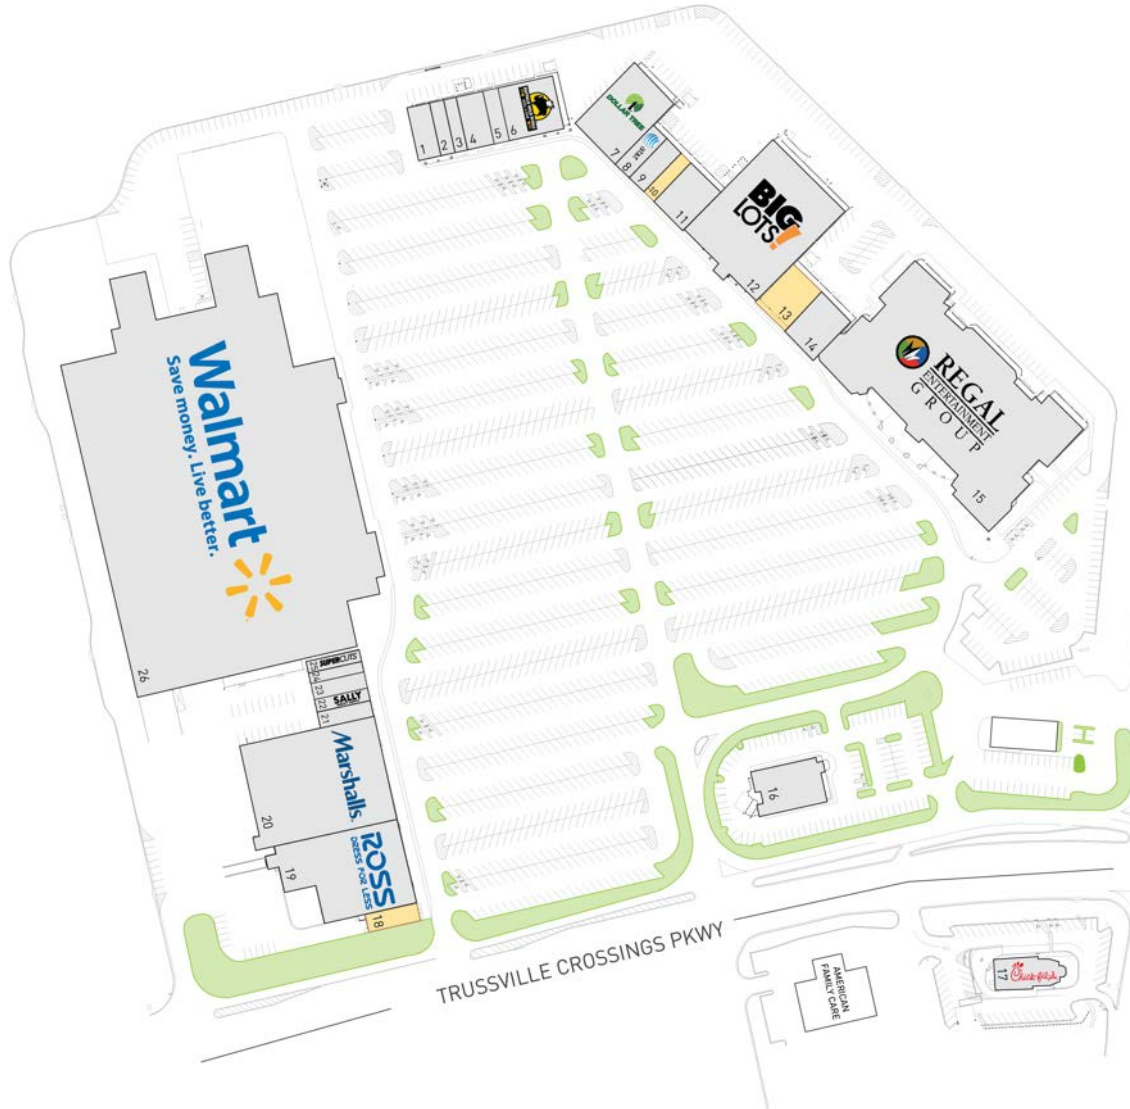 1
2
3
4
5
6
DOLLAR TREE
7
8
9
10
11
BIG
LOTS!
12
13
14
REGAL
ENTERTAINMENT
GROUP
15
Walmart
Save money. Live better.
26
SUPERCUTS
25
24
23
SALLY
22
21
Marshalls.
20
ROSS
DRESS FOR LESS
19
18
16
TRUSSVILLE CROSSINGS PKWY
AMERICAN
FAMILY CARE
17
Chick-fil-A